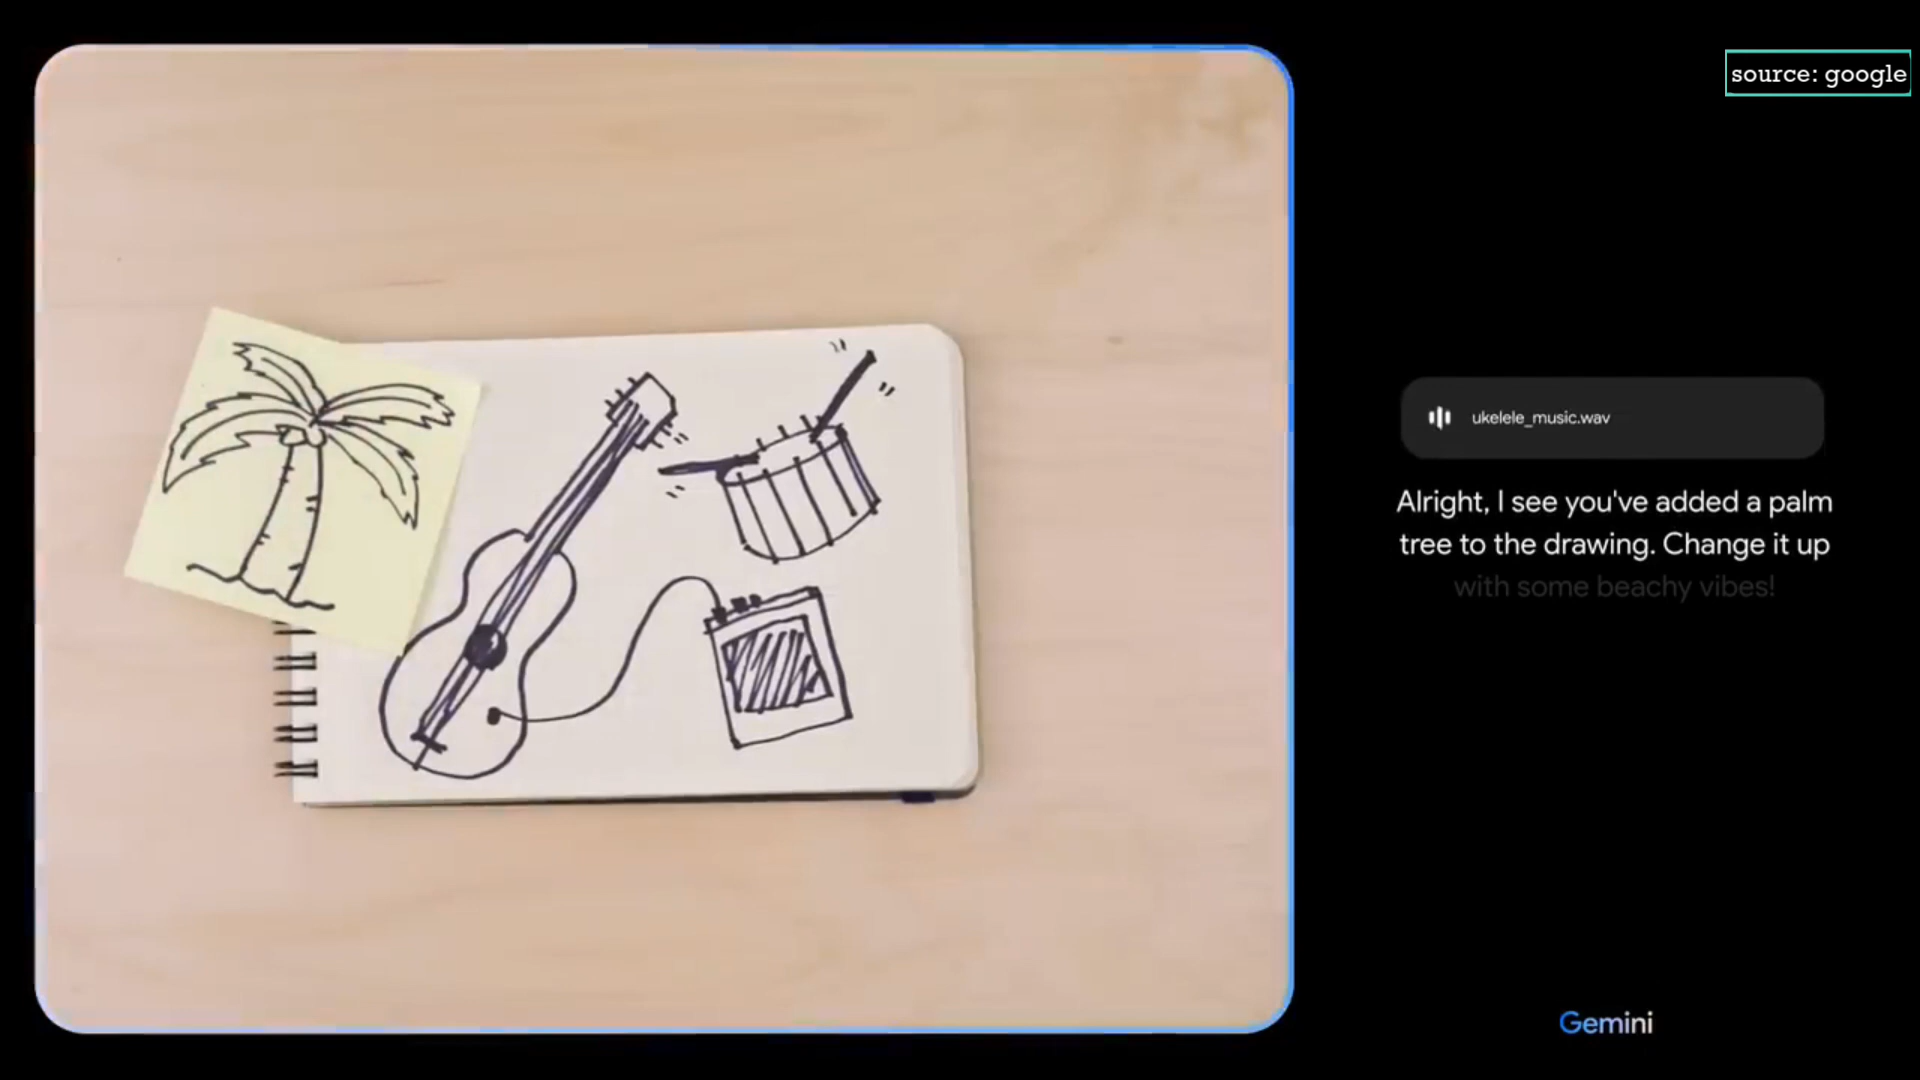 source: google
ukelele_music.wav
Alright, I see you've added a palm
tree to the drawing. Change it up
with some beachy vibes!
Gemini